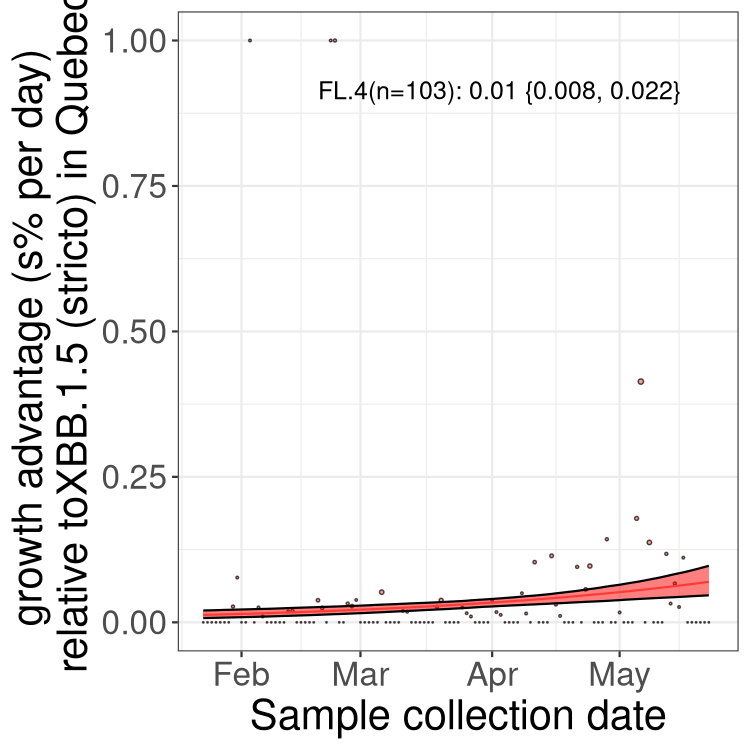 growth advantage (s% per day)
relative toXBB.1.5 (stricto) in Quebec
1.00
0.75
0.50
0.25
0.00
FL.4(n=103): 0.01 {0.008, 0.022}
Feb Mar Apr May
Sample collection date